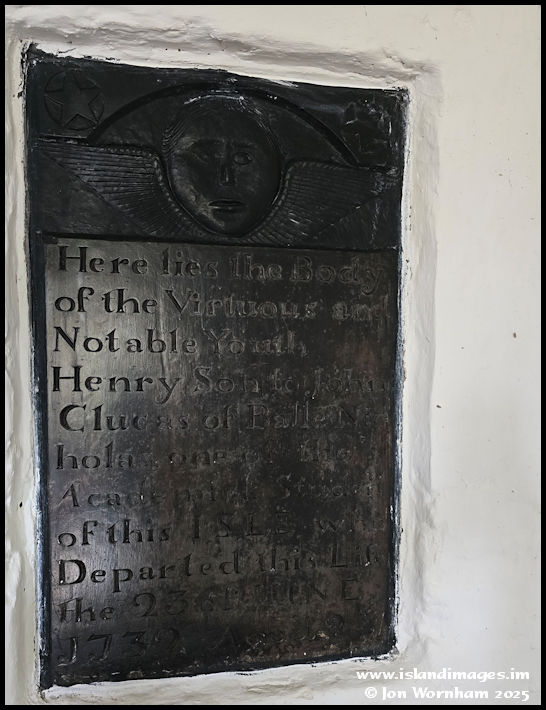 Here lies the Body
of the Virtuous and
Notable Youth
Henry Son to John
Clucas of Balla Nic
holas one of the
Academick Students
of this ISLE who
Departed this Life
the 23d JUNE
1739
www.islandimages.im
© Jon Wornham 2025